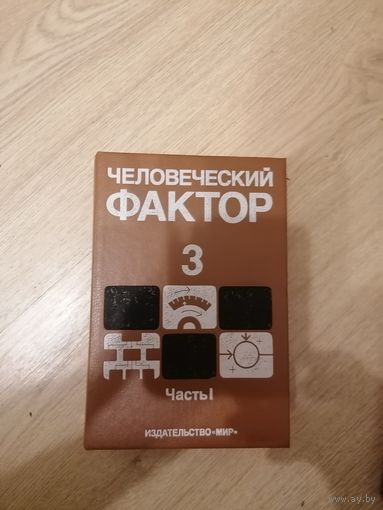 ЧЕЛОВЕЧЕСКИЙ
ФАКТОР
3
Часть I
ИЗДАТЕЛЬСТВО «МИР»
www.ay.by